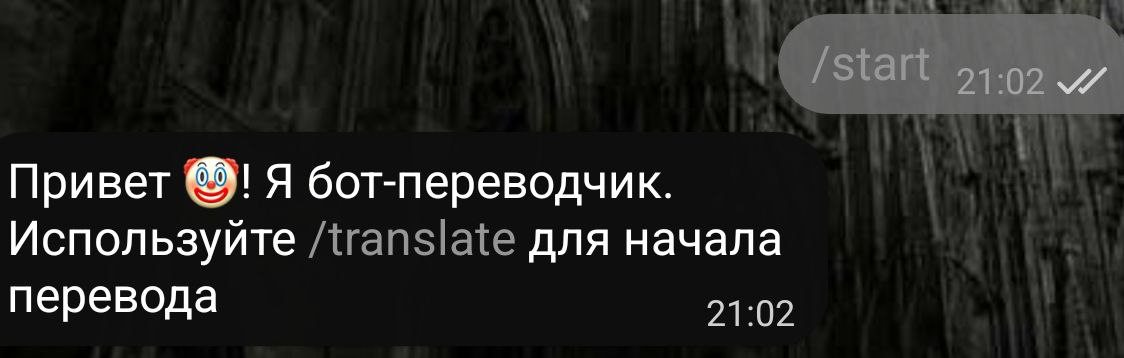 /start 21:02
Привет 🤡! Я бот-переводчик.
Используйте /translate для начала
перевода 21:02